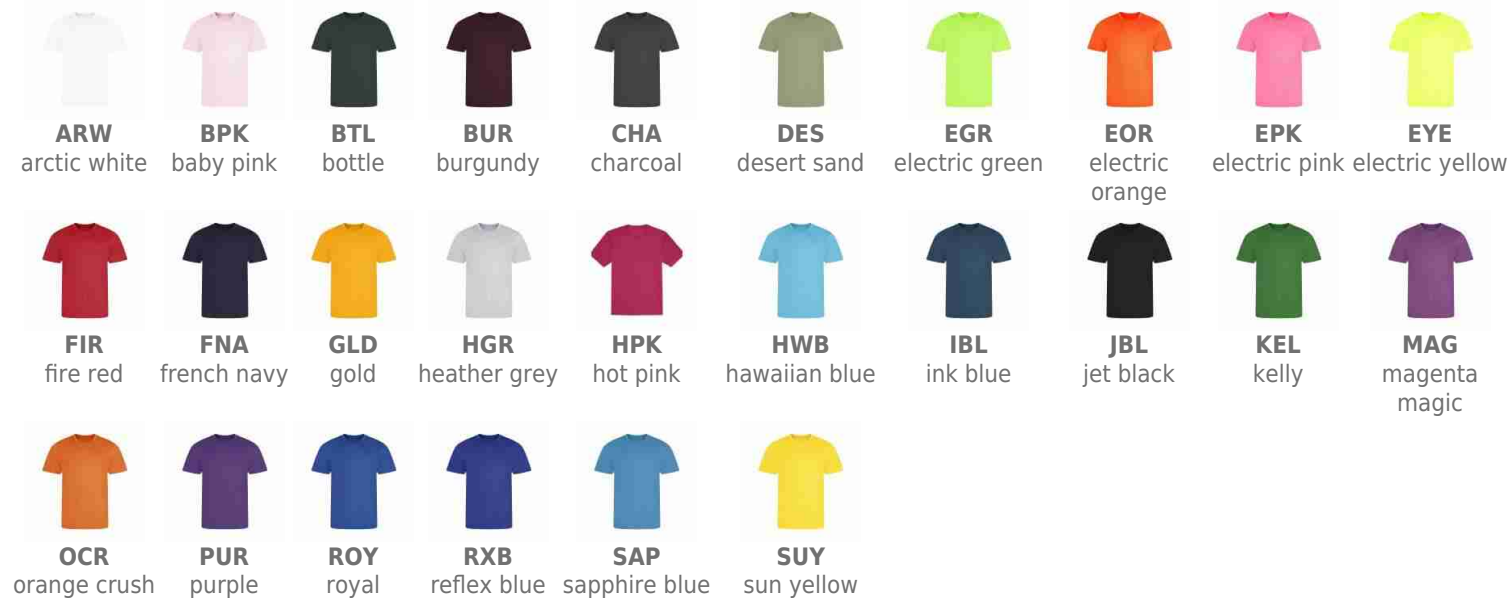 ARW BPK BTL BUR CHA DES EGR EOR EPK EYE
arctic white baby pink bottle burgundy charcoal desert sand electric green electric electric pink electric yellow
orange
FIR FNA GLD HGR HPK HWB IBL JBL KEL MAG
fire red french navy gold heather grey hot pink hawaiian blue ink blue jet black kelly magenta
magic
OCR PUR ROY RXB SAP SUY
orange crush purple royal reflex blue sapphire blue sun yellow